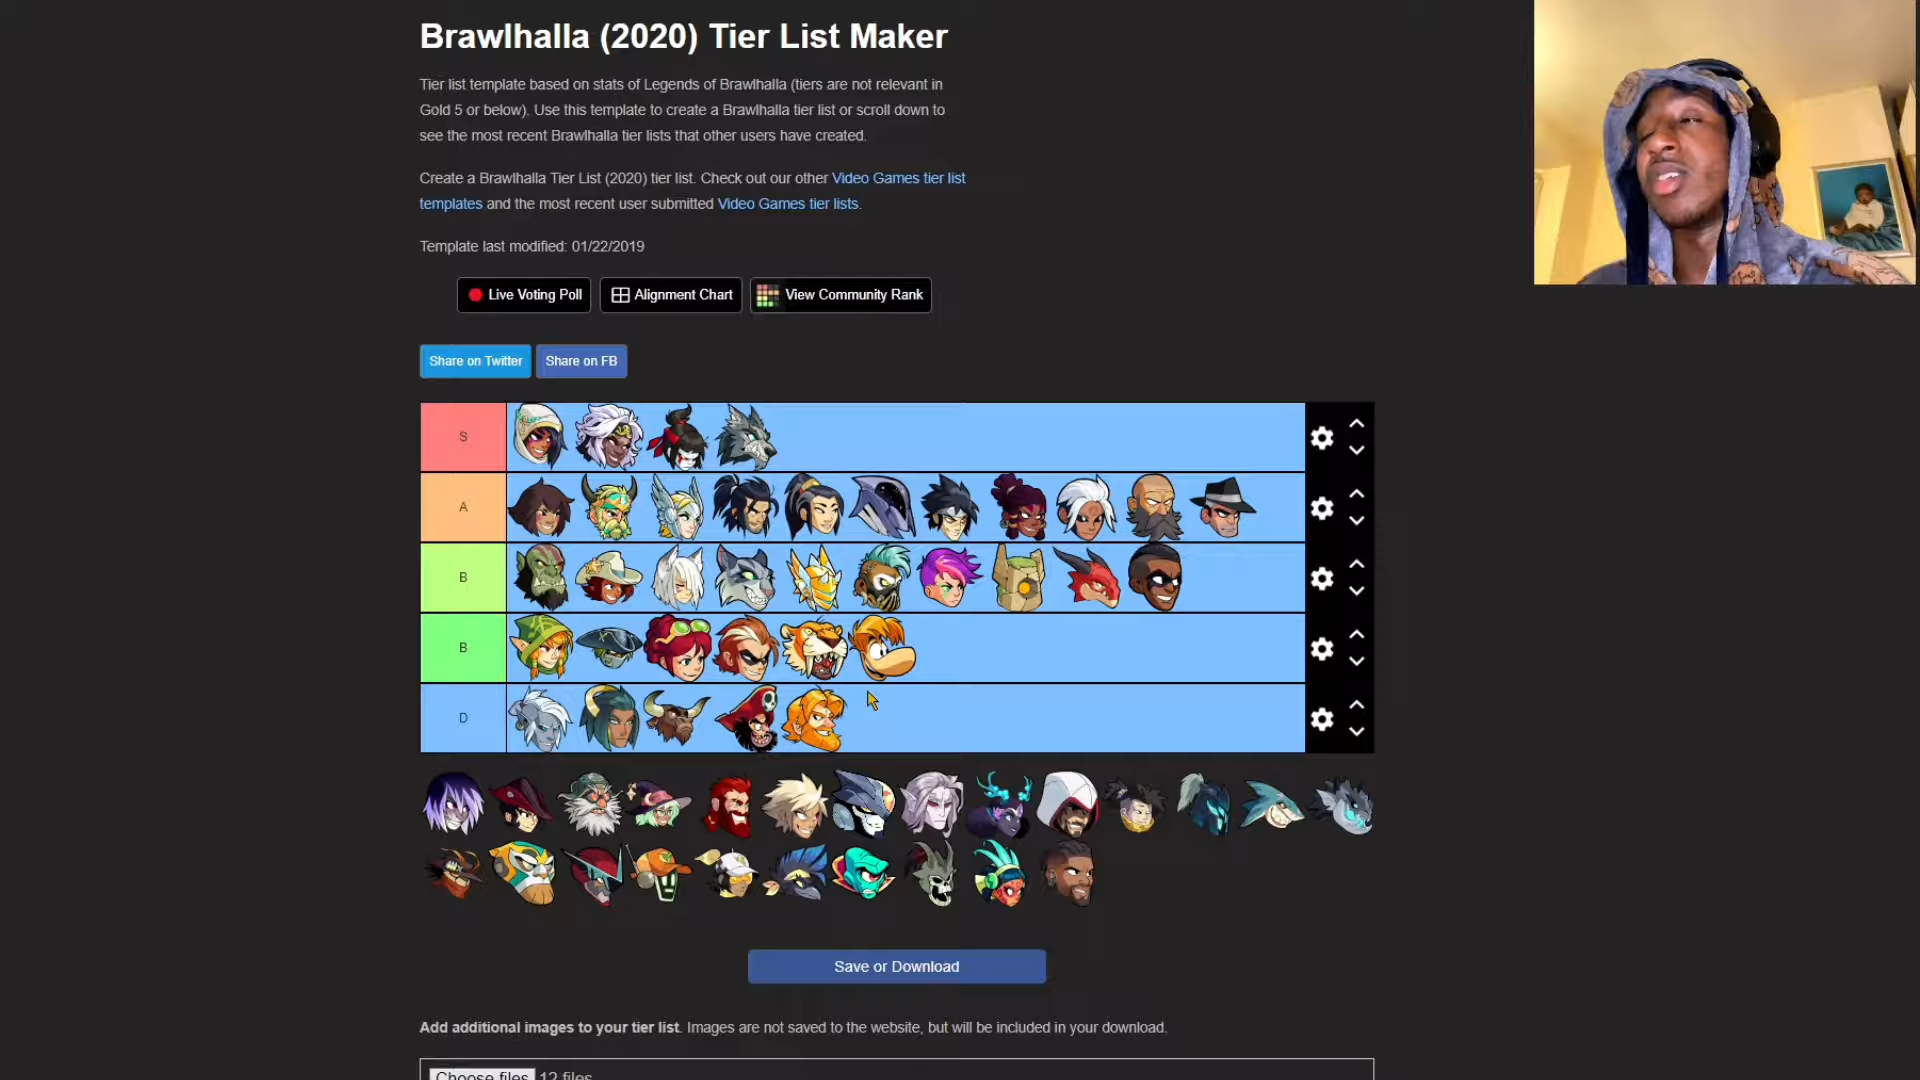 Brawlhalla (2020) Tier List Maker
Tier list template based on stats of Legends of Brawlhalla (tiers are not relevant in
Gold 5 or below). Use this template to create a Brawlhalla tier list or scroll down to
see the most recent Brawlhalla tier lists that other users have created.
Create a Brawlhalla Tier List (2020) tier list. Check out our other Video Games tier list
templates and the most recent user submitted Video Games tier lists.
Template last modified: 01/22/2019
Live Voting Poll
Alignment Chart
View Community Rank
Share on Twitter
Share on FB
S
A
B
B
D
Save or Download
Add additional images to your tier list. Images are not saved to the website, but will be included in your download.
Choose files 12 files